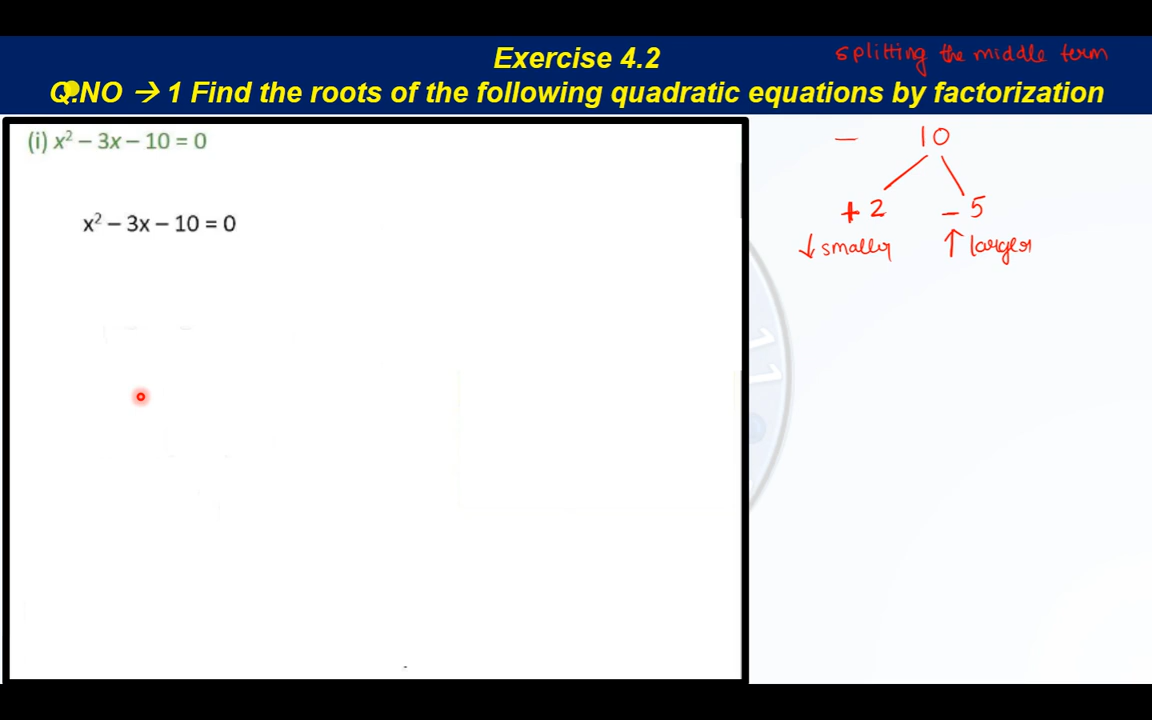 Exercise 4.2
splitting the middle term
Q.NO → 1 Find the roots of the following quadratic equations by factorization
(i) x² – 3x – 10 = 0
x² – 3x – 10 = 0
– 10
+ 2 – 5
↓ smaller ↑ larger
11